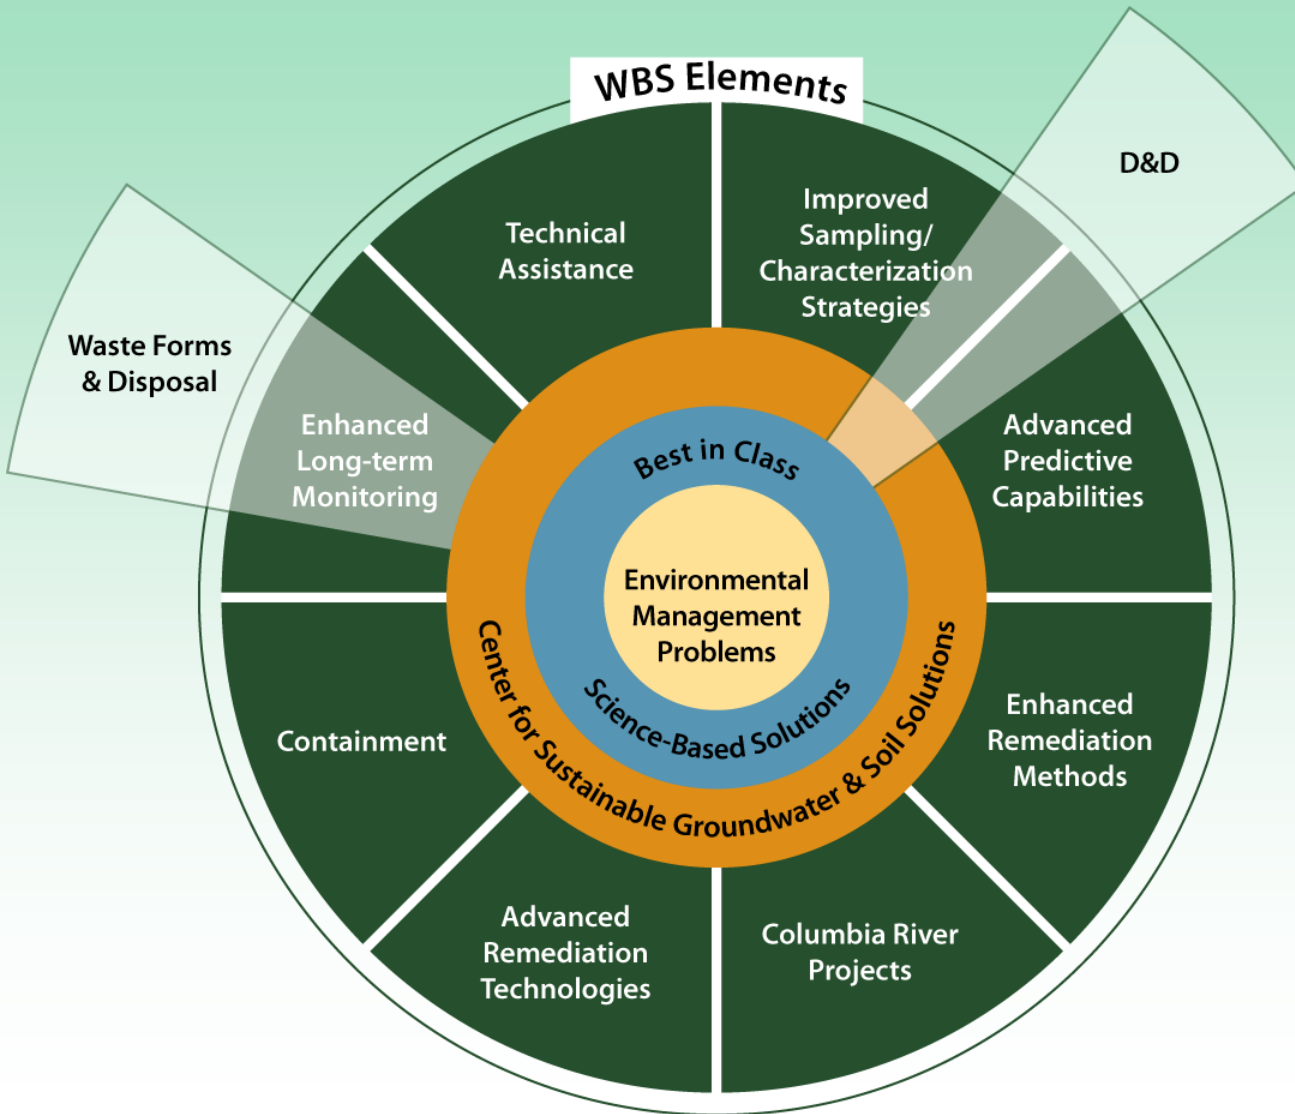 WBS Elements
D&D
Improved
Sampling/
Characterization
Strategies
Technical
Assistance
Waste Forms
& Disposal
Enhanced
Long-term
Monitoring
Advanced
Predictive
Capabilities
Best in Class
Environmental
Management
Problems
Science-Based Solutions
Center for Sustainable Groundwater & Soil Solutions
Containment
Enhanced
Remediation
Methods
Advanced
Remediation
Technologies
Columbia River
Projects